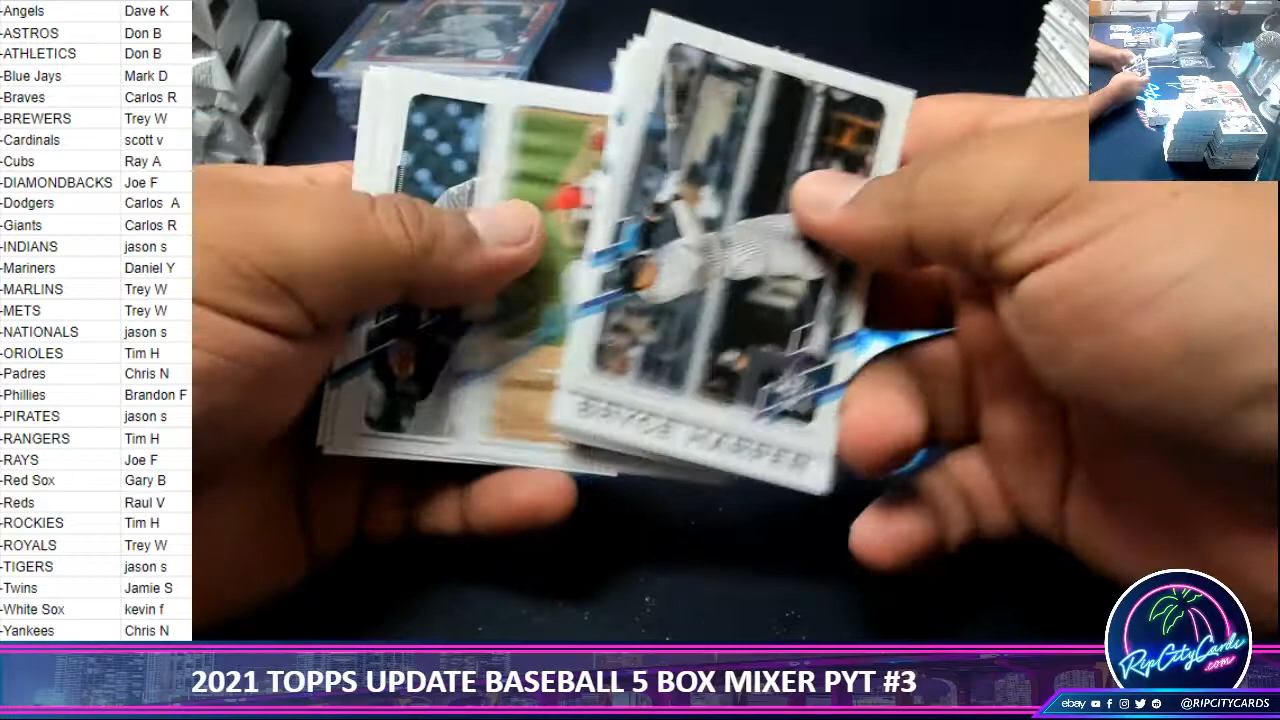 -Angels Dave K
-ASTROS Don B
-ATHLETICS Don B
-Blue Jays Mark D
-Braves Carlos R
-BREWERS Trey W
-Cardinals scott v
-Cubs Ray A
-DIAMONDBACKS Joe F
-Dodgers Carlos A
-Giants Carlos R
-INDIANS jason s
-Mariners Daniel Y
-MARLINS Trey W
-METS Trey W
-NATIONALS jason s
-ORIOLES Tim H
-Padres Chris N
-Phillies Brandon F
-PIRATES jason s
-RANGERS Tim H
-RAYS Joe F
-Red Sox Gary B
-Reds Raul V
-ROCKIES Tim H
-ROYALS Trey W
-TIGERS jason s
-Twins Jamie S
-White Sox kevin f
-Yankees Chris N
RipCityCards
.com
2021 TOPPS UPDATE BASEBALL 5 BOX MIXER PYT #3
ebay @RIPCITYCARDS